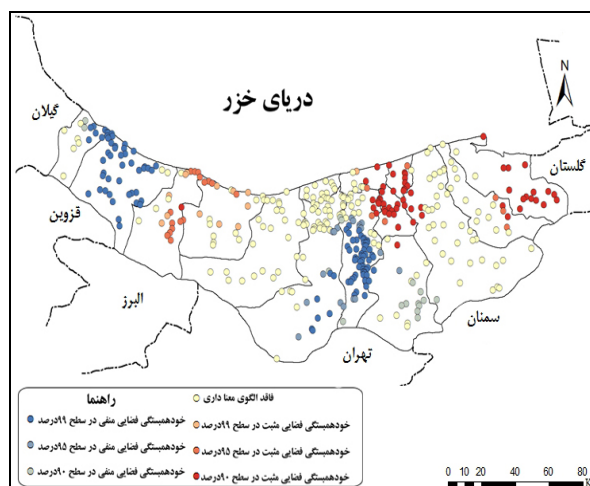 N
دریای خزر
گیلان
گلستان
قزوین
البرز
سمنان
تهران
راهنما
فاقد الگوی معنا داری
خودهمبستگی فضایی منفی در سطح ۹۹درصد
خودهمبستگی فضایی مثبت در سطح ۹۹درصد
خودهمبستگی فضایی منفی در سطح ۹۵درصد
خودهمبستگی فضایی مثبت در سطح ۹۵درصد
خودهمبستگی فضایی منفی در سطح ۹۰درصد
خودهمبستگی فضایی مثبت در سطح ۹۰درصد
0 10 20 40 60 80